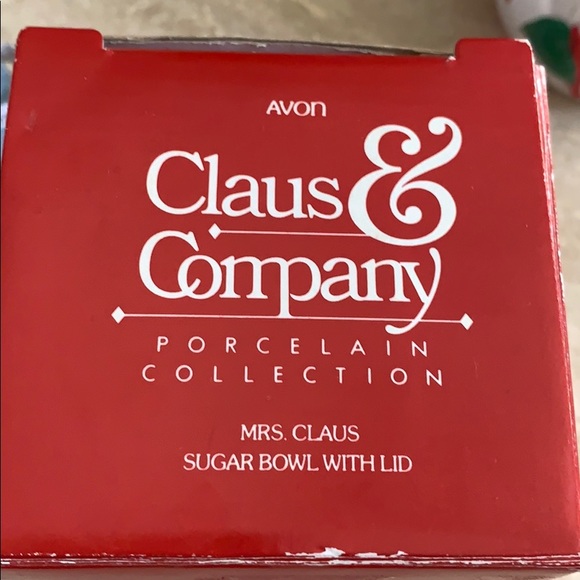 AVON
Claus &
Company
PORCELAIN
COLLECTION
MRS. CLAUS
SUGAR BOWL WITH LID